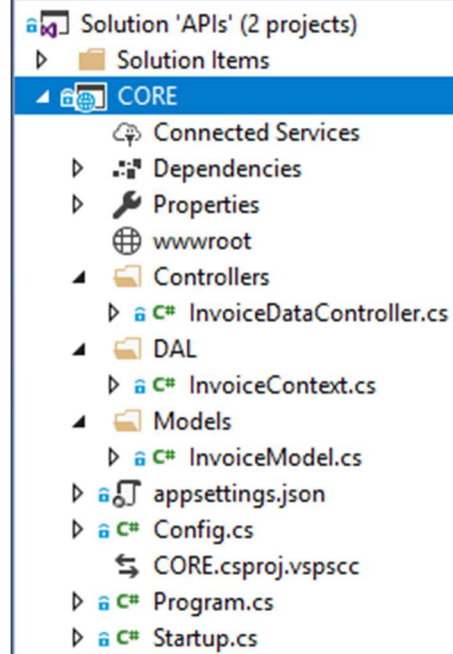 Solution 'APIs' (2 projects)
Solution Items
CORE
Connected Services
Dependencies
Properties
wwwroot
Controllers
C# InvoiceDataController.cs
DAL
C# InvoiceContext.cs
Models
C# InvoiceModel.cs
appsettings.json
C# Config.cs
CORE.csproj.vspscc
C# Program.cs
C# Startup.cs